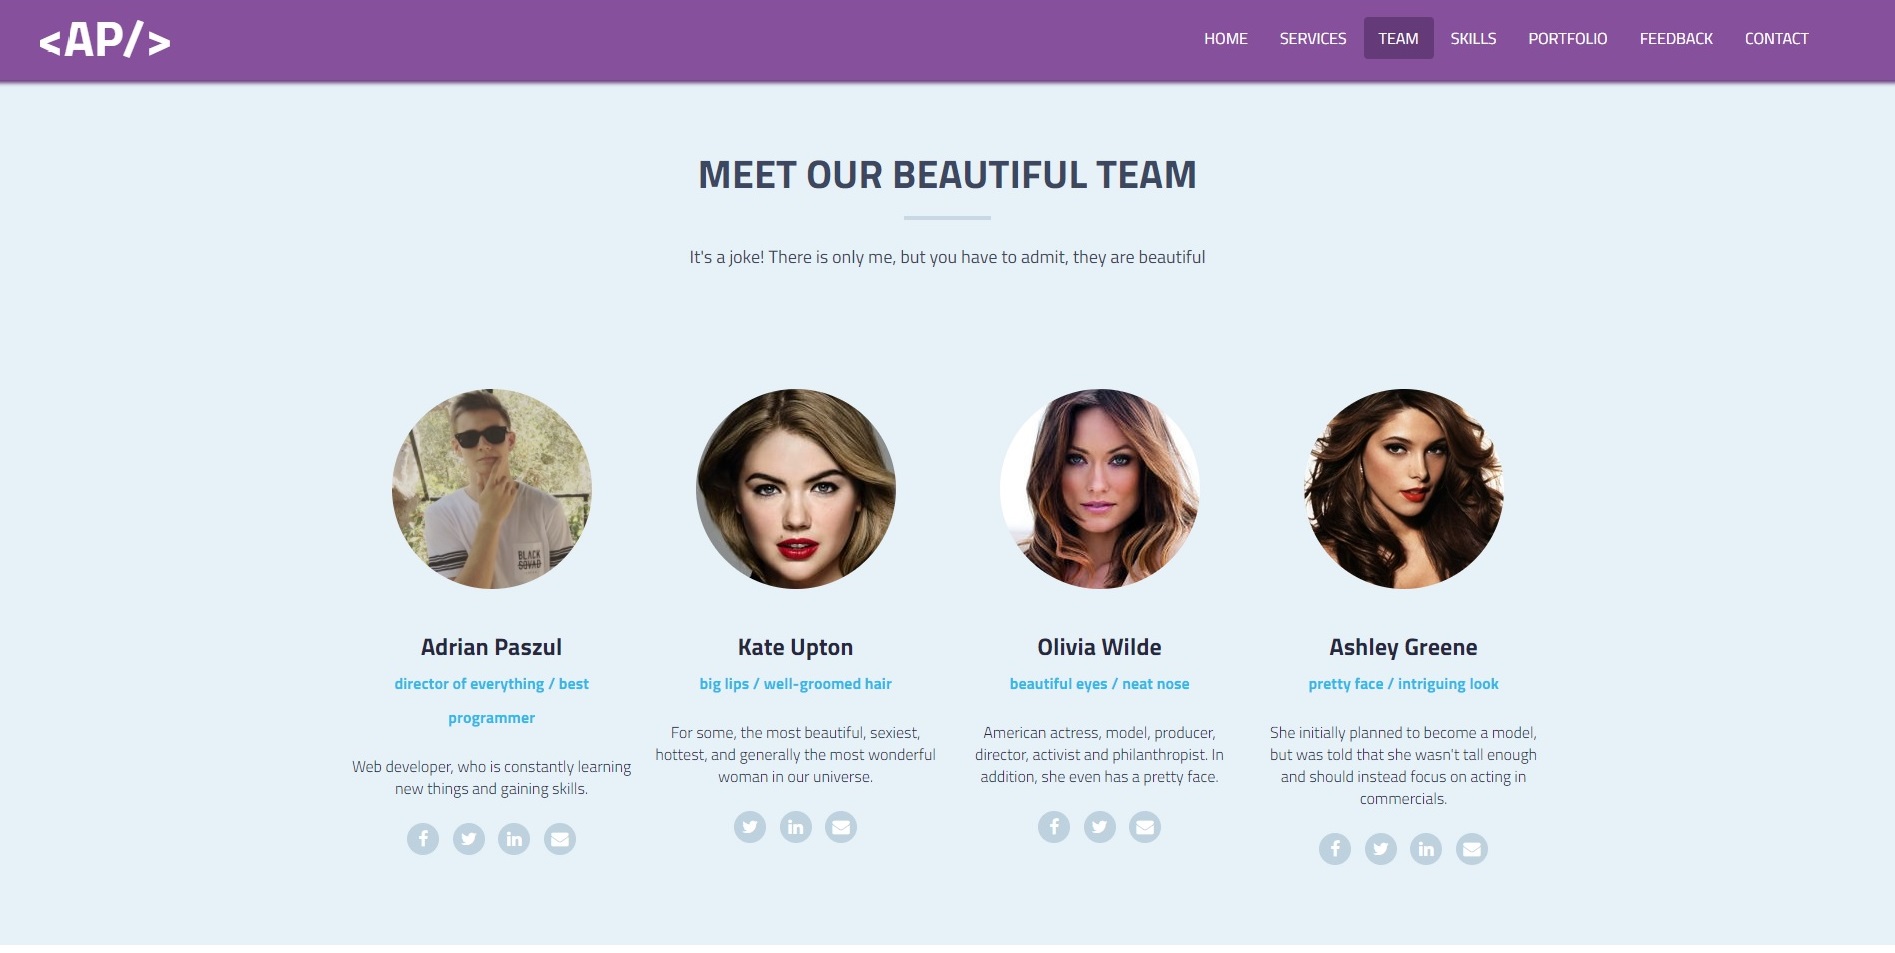 <AP/>
HOME SERVICES TEAM SKILLS PORTFOLIO FEEDBACK CONTACT
MEET OUR BEAUTIFUL TEAM
It's a joke! There is only me, but you have to admit, they are beautiful
BLACK
SQUAD
Adrian Paszul
director of everything / best
programmer
Web developer, who is constantly learning
new things and gaining skills.
Kate Upton
big lips / well-groomed hair
For some, the most beautiful, sexiest,
hottest, and generally the most wonderful
woman in our universe.
Olivia Wilde
beautiful eyes / neat nose
American actress, model, producer,
director, activist and philanthropist. In
addition, she even has a pretty face.
Ashley Greene
pretty face / intriguing look
She initially planned to become a model,
but was told that she wasn't tall enough
and should instead focus on acting in
commercials.